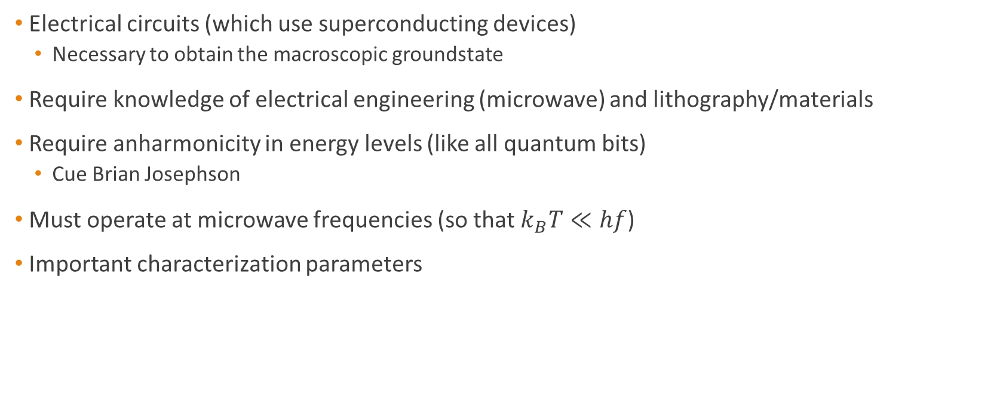 • Electrical circuits (which use superconducting devices)
• Necessary to obtain the macroscopic groundstate
• Require knowledge of electrical engineering (microwave) and lithography/materials
• Require anharmonicity in energy levels (like all quantum bits)
• Cue Brian Josephson
• Must operate at microwave frequencies (so that $k_B T \ll hf$)
• Important characterization parameters